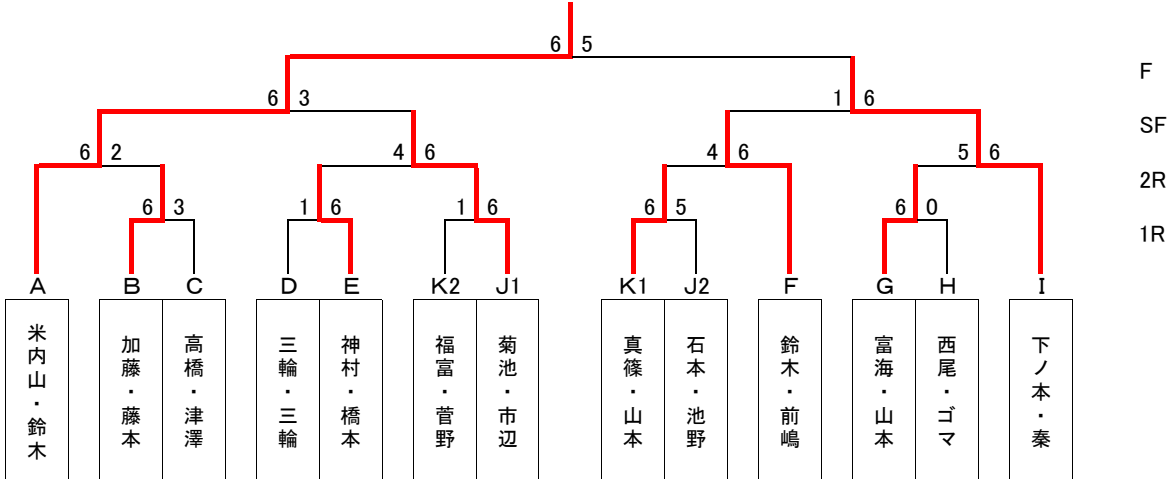 6 5
F
6 3 1 6
SF
6 2 4 6 4 6 5 6
2R
6 3 1 6 1 6 6 5 6 0
1R
A B C D E K2 J1 K1 J2 F G H I
米内山・鈴木
加藤・藤本
高橋・津澤
三輪・三輪
神村・橋本
福富・菅野
菊池・市辺
真篠・山本
石本・池野
鈴木・前嶋
富海・山本
西尾・ゴマ
下ノ本・秦